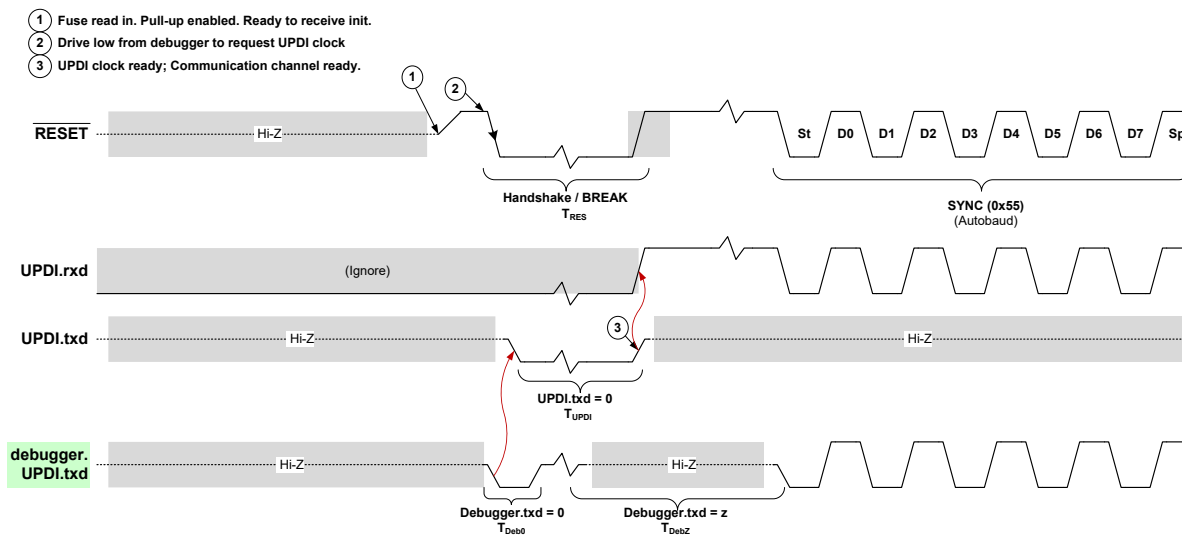 1 Fuse read in. Pull-up enabled. Ready to receive init.
2 Drive low from debugger to request UPDI clock
3 UPDI clock ready; Communication channel ready.
1
2
RESET
Hi-Z
St D0 D1 D2 D3 D4 D5 D6 D7 Sp
Handshake / BREAK
TRES
SYNC (0x55)
(Autobaud)
UPDI.rxd
(Ignore)
3
UPDI.txd
Hi-Z
Hi-Z
UPDI.txd = 0
TUPDI
debugger.
UPDI.txd
Hi-Z
Hi-Z
Debugger.txd = 0
TDeb0
Debugger.txd = z
TDebZ